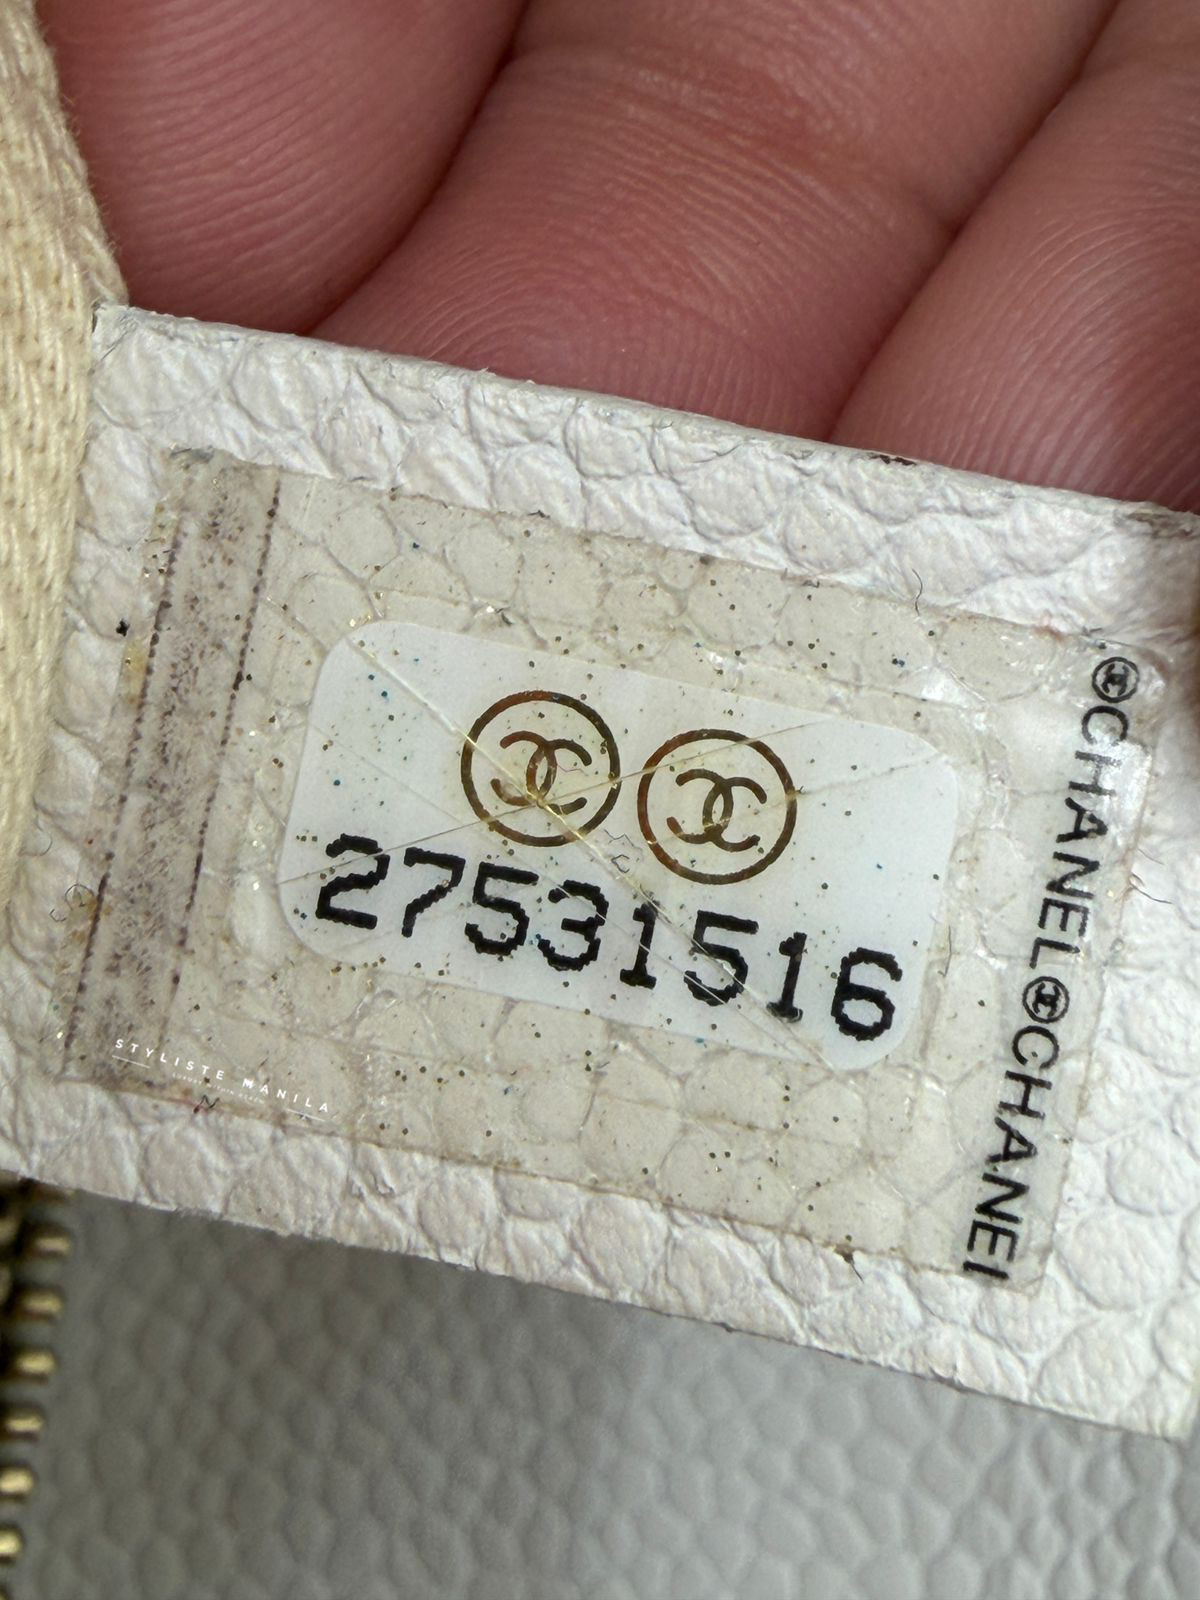 27531516
CHANEL CHANEL
STYLISTE MANILA